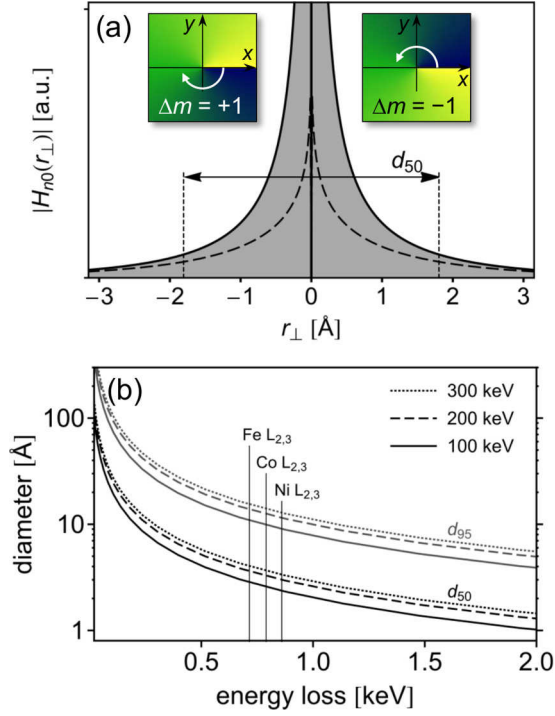 (a)
y
x
Δm = +1
y
x
Δm = −1
|Hn0(r⊥)| [a.u.]
d50
−3 −2 −1 0 1 2 3
r⊥ [Å]
(b)
300 keV
200 keV
100 keV
Fe L2,3
Co L2,3
Ni L2,3
d95
d50
diameter [Å]
100
10
1
0.5 1.0 1.5 2.0
energy loss [keV]